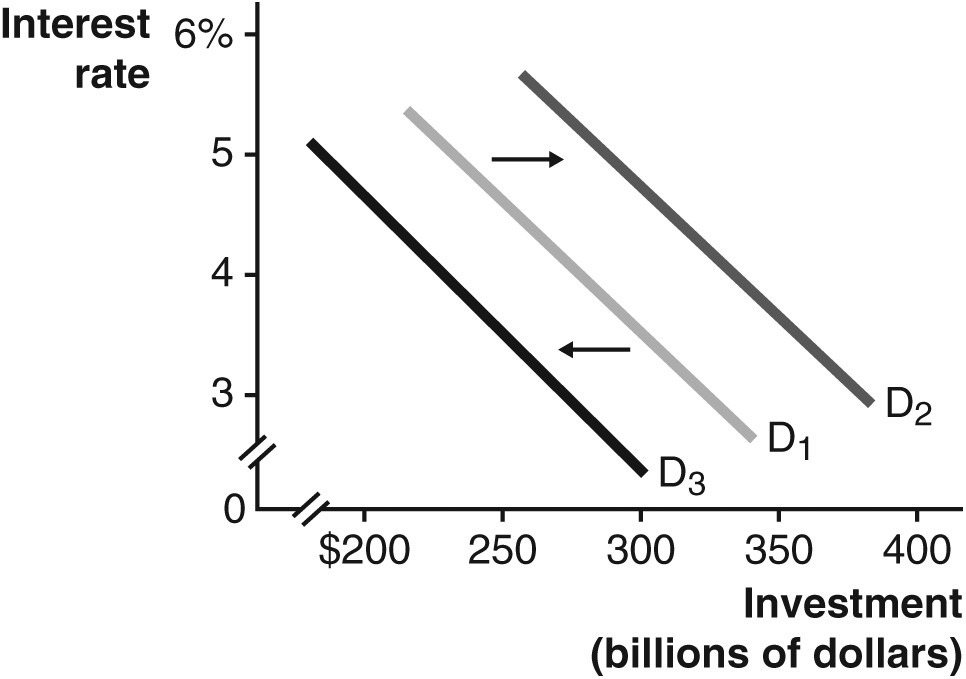 Interest
rate
6%
5
4
3
0
D2
D1
D3
$200 250 300 350 400
Investment
(billions of dollars)